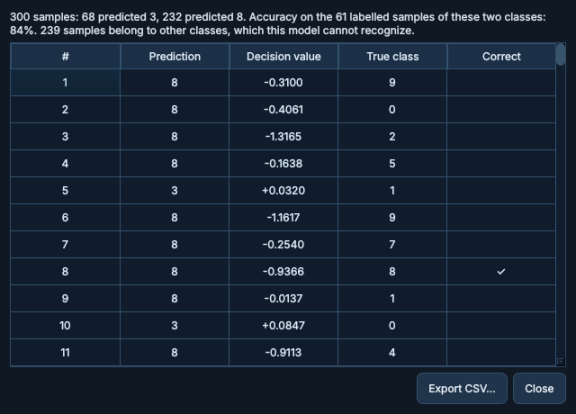 300 samples: 68 predicted 3, 232 predicted 8. Accuracy on the 61 labelled samples of these two classes:
84%. 239 samples belong to other classes, which this model cannot recognize.
# Prediction Decision value True class Correct
1 8 -0.3100 9
2 8 -0.4061 0
3 8 -1.3165 2
4 8 -0.1638 5
5 3 +0.0320 1
6 8 -1.1617 9
7 8 -0.2540 7
8 8 -0.9366 8 ✓
9 8 -0.0137 1
10 3 +0.0847 0
11 8 -0.9113 4
Export CSV... Close